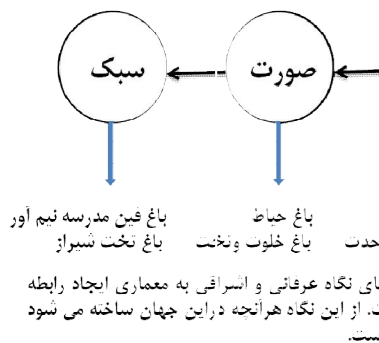 صورت سبک
باغ حیاط باغ فین مدرسه نیم آور
حدت باغ خلوت وتخت باغ تخت شیراز
ای نگاه عرفانی و اشراقی به معماری ایجاد رابطه
ت. از این نگاه هرآنچه دراین جهان ساخته می شود
ست.